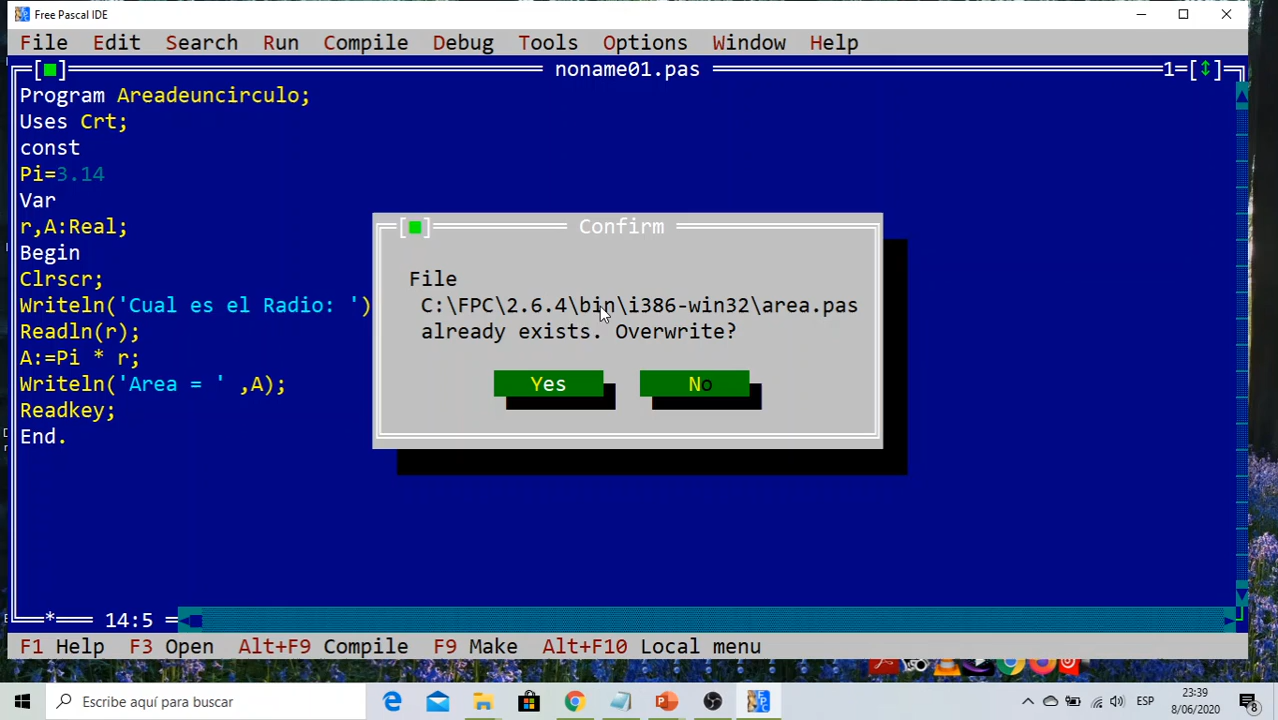 Free Pascal IDE
File Edit Search Run Compile Debug Tools Options Window Help
noname01.pas 1=[↕]
Program Areadeuncirculo;
Uses Crt;
const
Pi=3.14
Var
r,A:Real;
Begin
Clrscr;
Writeln('Cual es el Radio: ')
Readln(r);
A:=Pi * r;
Writeln('Area = ' ,A);
Readkey;
End.
Confirm
File
C:\FPC\2.6.4\bin\i386-win32\area.pas
already exists. Overwrite?
Yes No
* 14:5
F1 Help F3 Open Alt+F9 Compile F9 Make Alt+F10 Local menu
Escribe aquí para buscar
ESP
23:39
8/06/2020
8